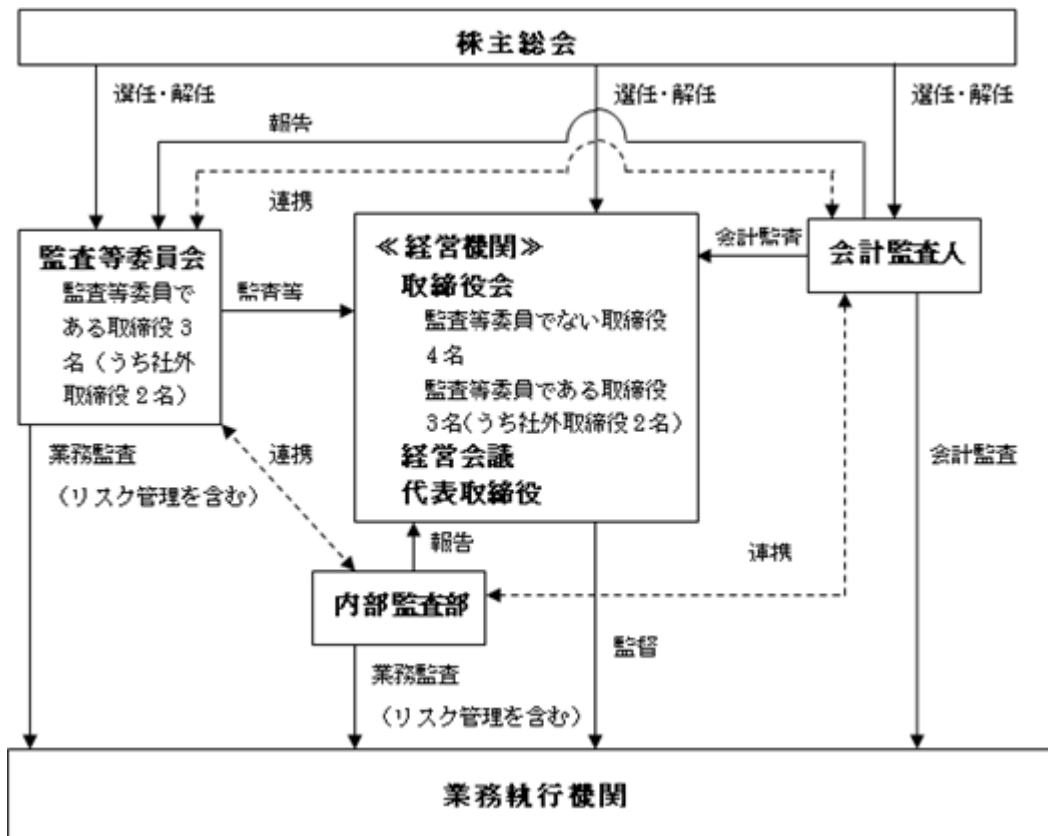 株主総会
選任・解任
選任・解任
選任・解任
報告
連携
監査等委員会
監査等委員で
ある取締役3
名（うち社外
取締役2名）
監査等
≪経営機関≫
取締役会
監査等委員でない取締役
4名
監査等委員である取締役
3名(うち社外取締役2名)
経営会議
代表取締役
会計監査
会計監査人
業務監査
（リスク管理を含む）
連携
報告
会計監査
連携
内部監査部
監督
業務監査
（リスク管理を含む）
業務執行機関